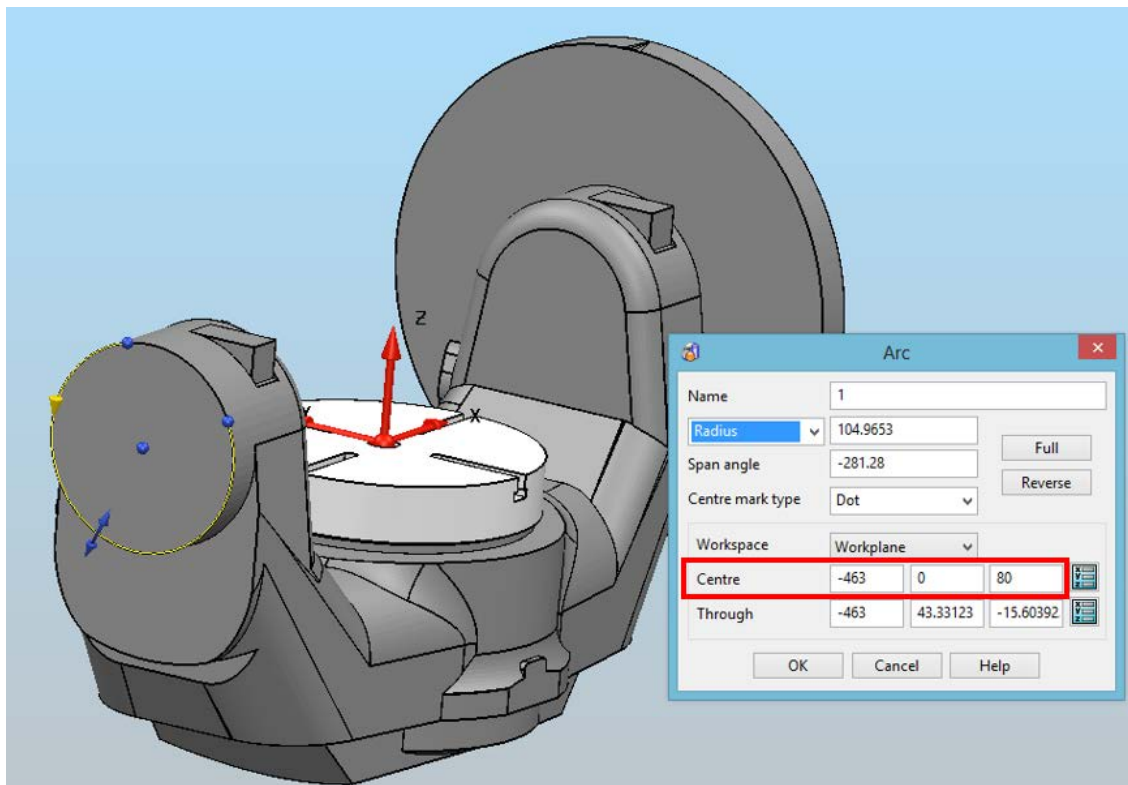 Z
Y
X
Arc
Name 1
Radius 104.9653
Full
Span angle -281.28
Reverse
Centre mark type Dot
Workspace Workplane
Centre -463 0 80
Through -463 43.33123 -15.60392
OK Cancel Help